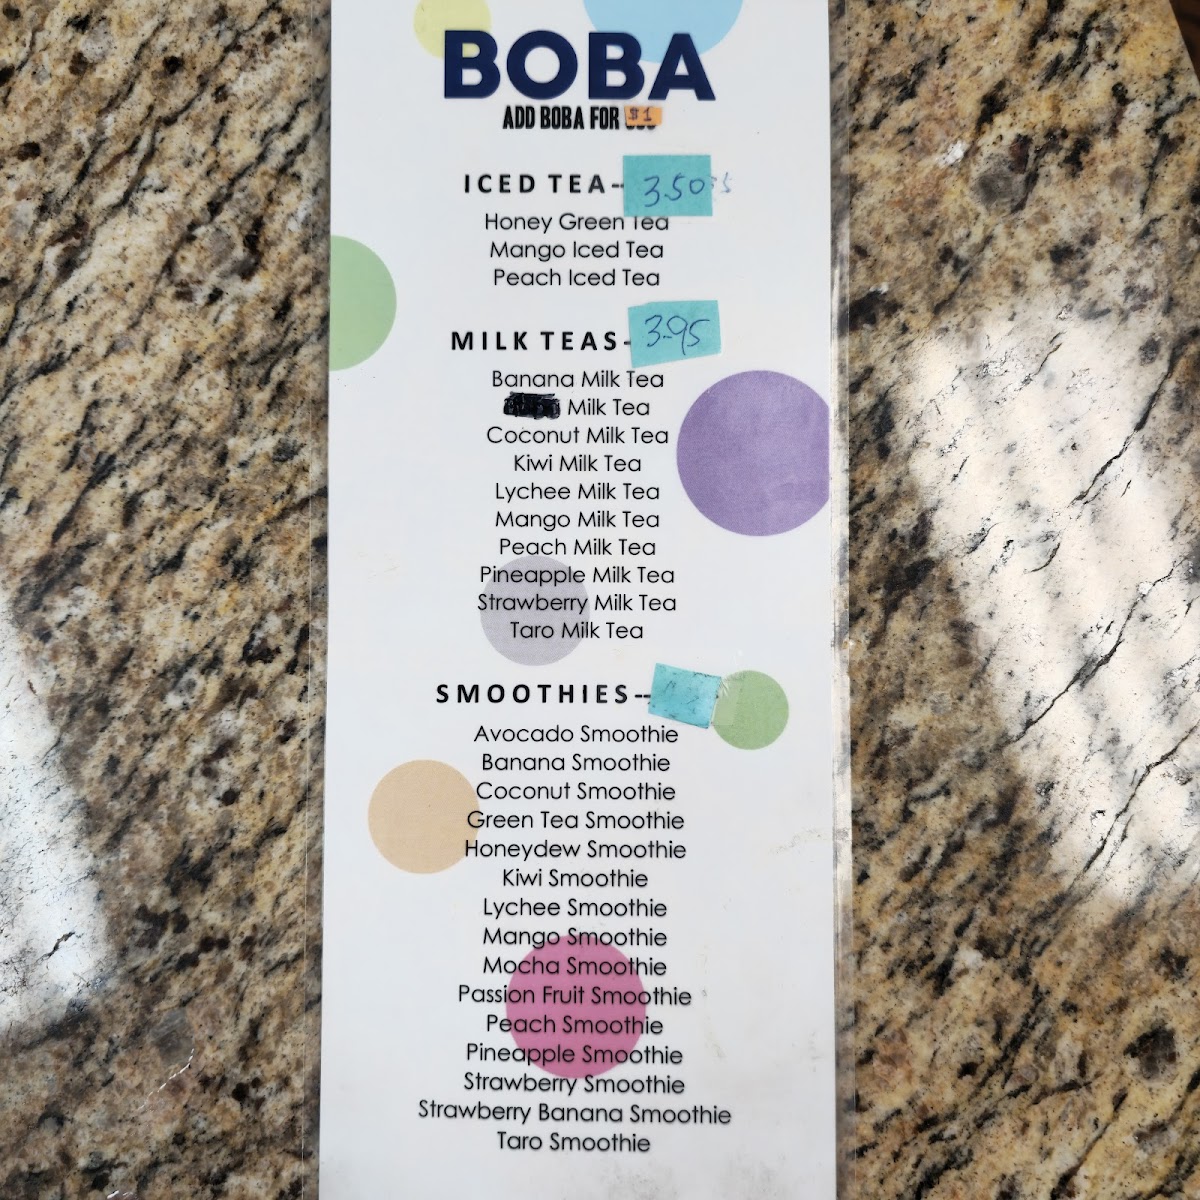 BOBA
ADD BOBA FOR $1
ICED TEA-- 3.50
Honey Green Tea
Mango Iced Tea
Peach Iced Tea
MILK TEAS- 3.95
Banana Milk Tea
Milk Tea
Coconut Milk Tea
Kiwi Milk Tea
Lychee Milk Tea
Mango Milk Tea
Peach Milk Tea
Pineapple Milk Tea
Strawberry Milk Tea
Taro Milk Tea
SMOOTHIES--
Avocado Smoothie
Banana Smoothie
Coconut Smoothie
Green Tea Smoothie
Honeydew Smoothie
Kiwi Smoothie
Lychee Smoothie
Mango Smoothie
Mocha Smoothie
Passion Fruit Smoothie
Peach Smoothie
Pineapple Smoothie
Strawberry Smoothie
Strawberry Banana Smoothie
Taro Smoothie